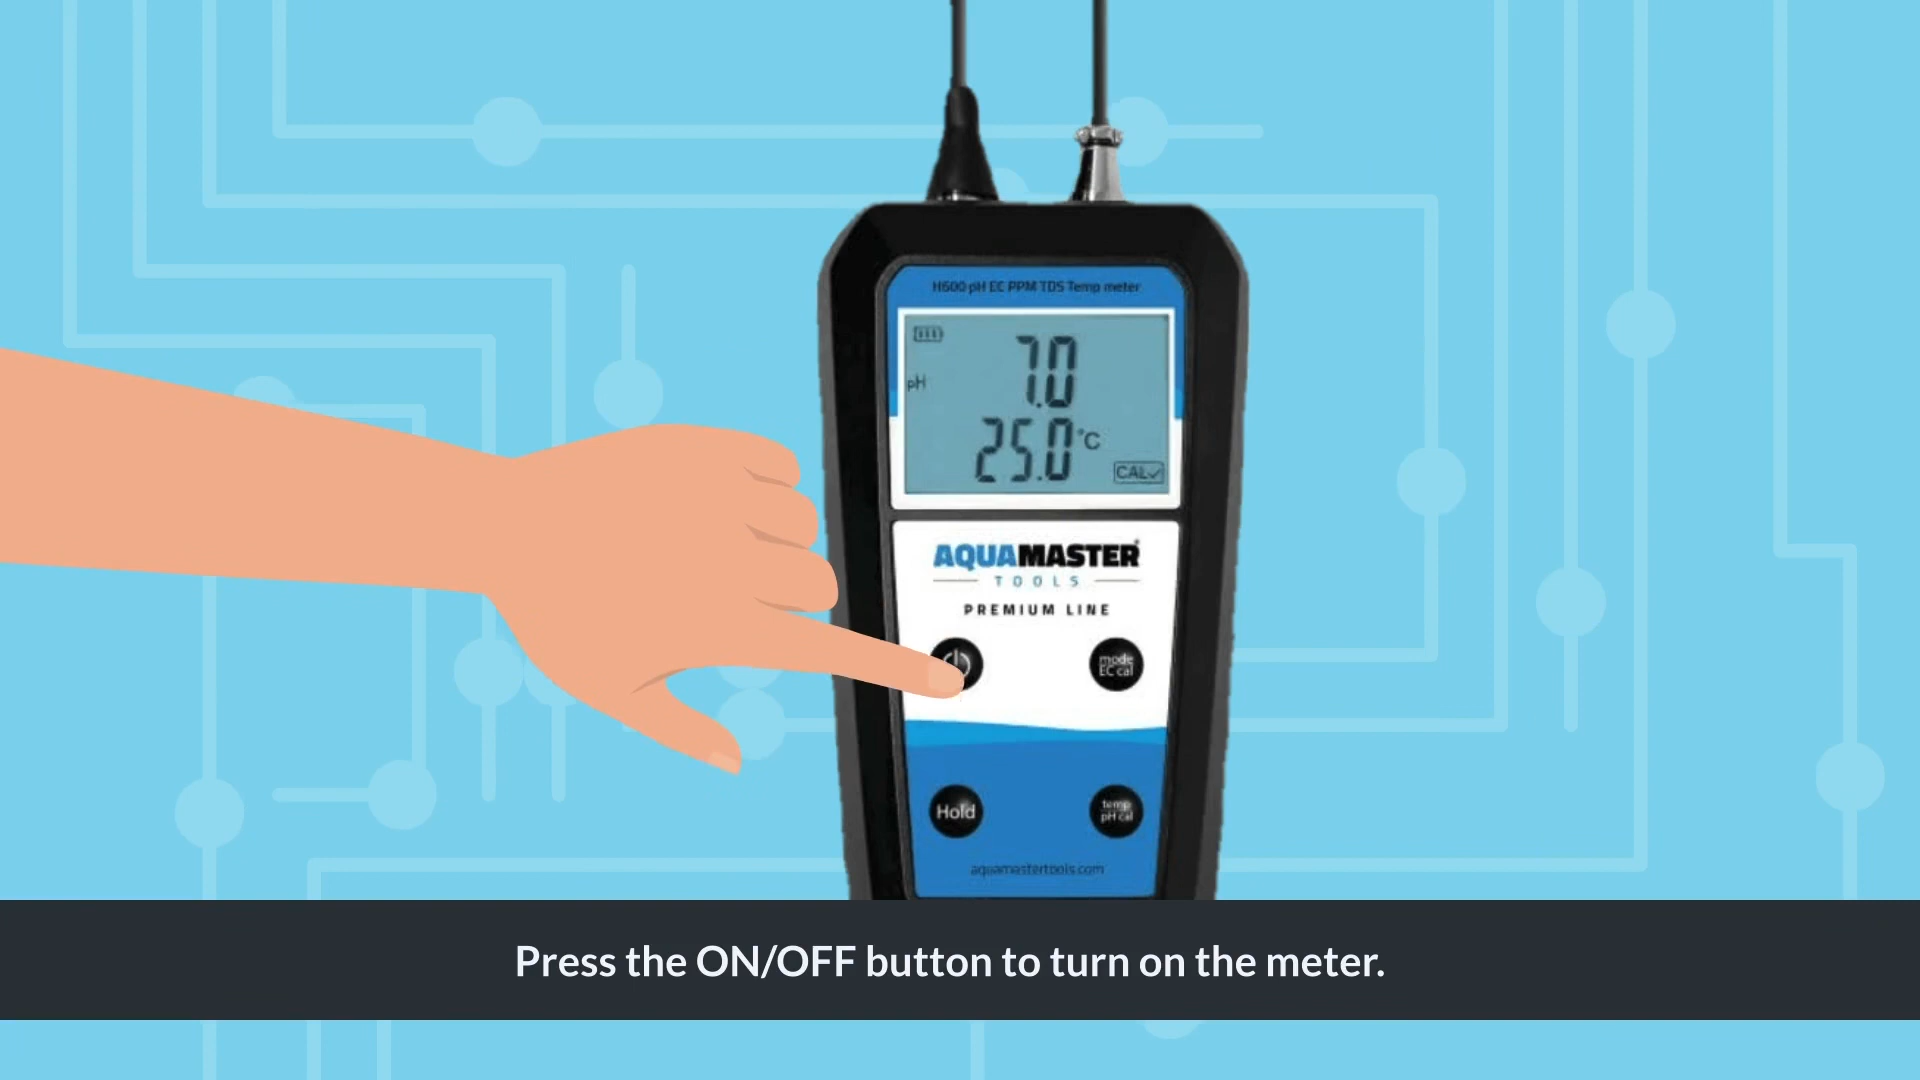 H600 pH EC PPM TDS Temp meter
7.0
pH
25.0 °C
CAL✓
AQUAMASTER®
TOOLS
PREMIUM LINE
mode
EC cal
Hold
temp
pH cal
aquamastertools.com
Press the ON/OFF button to turn on the meter.